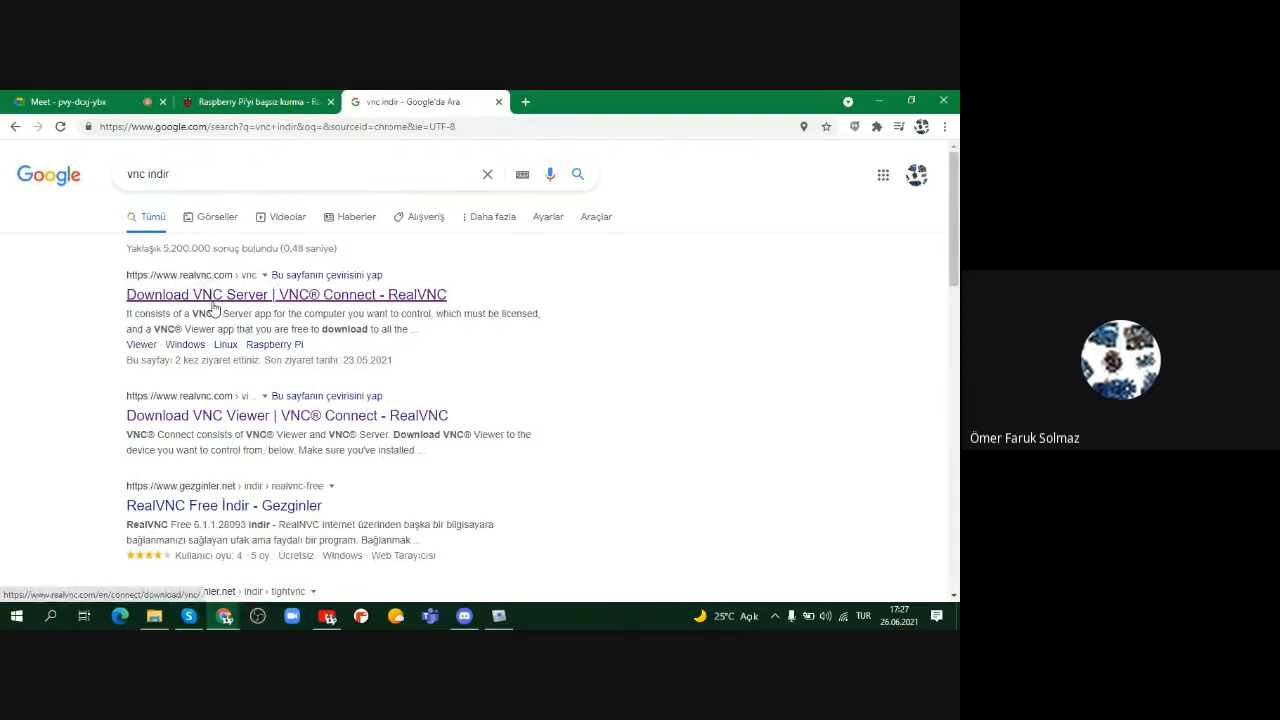 Meet - pvy-dcxj-ybx
Raspberry Pi'yi başsız kurma - Ra
vnc indir - Google'da Ara
https://www.google.com/search?q=vnc+indir&oq=&sourceid=chrome&ie=UTF-8
Google
vnc indir
Tümü
Görseller
Videolar
Haberler
Alışveriş
Daha fazla
Ayarlar
Araçlar
Yaklaşık 5.200.000 sonuç bulundu (0,48 saniye)
https://www.realvnc.com › vnc Bu sayfanın çevirisini yap
Download VNC Server | VNC® Connect - RealVNC
It consists of a VNC® Server app for the computer you want to control, which must be licensed,
and a VNC® Viewer app that you are free to download to all the ...
Viewer · Windows · Linux · Raspberry Pi
Bu sayfayı 2 kez ziyaret ettiniz. Son ziyaret tarihi: 23.05.2021
https://www.realvnc.com › vi... Bu sayfanın çevirisini yap
Download VNC Viewer | VNC® Connect - RealVNC
VNC® Connect consists of VNC® Viewer and VNC® Server. Download VNC® Viewer to the
device you want to control from, below. Make sure you've installed ...
https://www.gezginler.net › indir › realvnc-free
RealVNC Free İndir - Gezginler
RealVNC Free 6.1.1.28093 indir - RealNVC internet üzerinden başka bir bilgisayara
bağlanmanızı sağlayan ufak ama faydalı bir program. Bağlanmak ...
Kullanıcı oyu: 4 · 5 oy · Ücretsiz · Windows · Web Tarayıcısı
https://www.realvnc.com/en/connect/download/vnc/
ler.net › indir › tightvnc
25°C Açık
TUR
17:27
26.06.2021
Ömer Faruk Solmaz